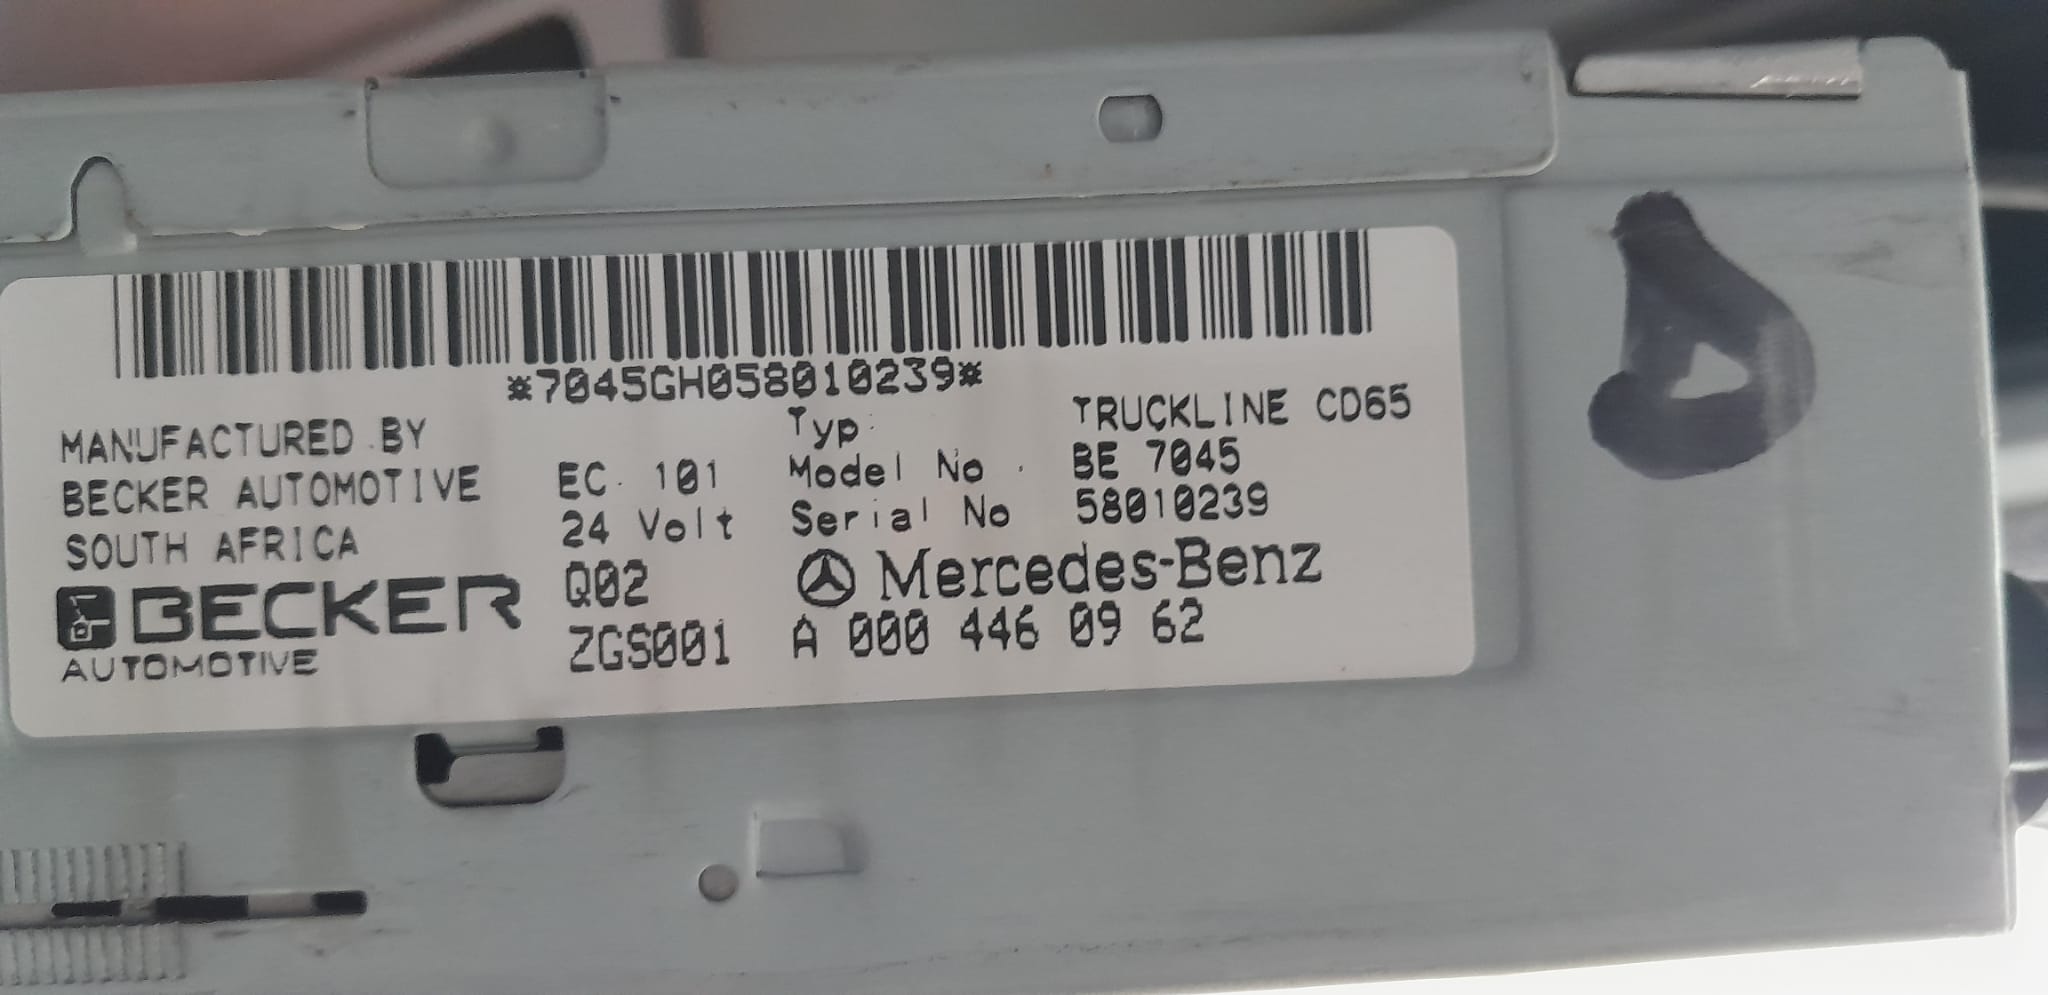 *7045GH058010239*
MANUFACTURED BY
BECKER AUTOMOTIVE
SOUTH AFRICA
BECKER
AUTOMOTIVE
EC. 101
24 Volt
Q02
ZGS001
Typ: TRUCKLINE CD65
Model No. BE 7045
Serial No 58010239
Mercedes-Benz
A 000 446 09 62